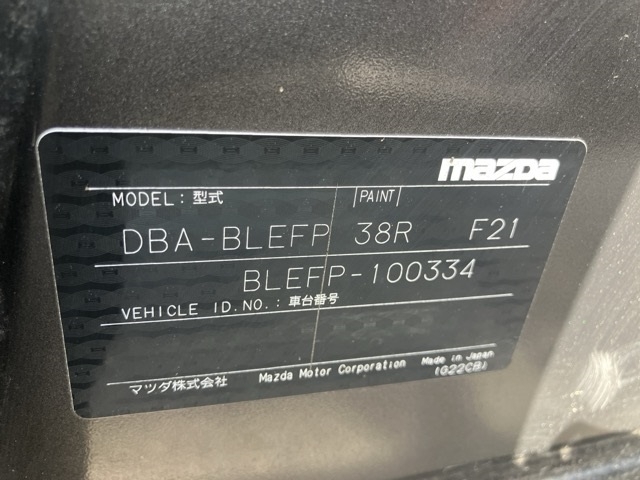 mazda
MODEL: 型式 PAINT
DBA-BLEFP 38R F21
BLEFP-100334
VEHICLE ID.NO.: 車台番号
マツダ株式会社 Mazda Motor Corporation Made in Japan
(G22CB)